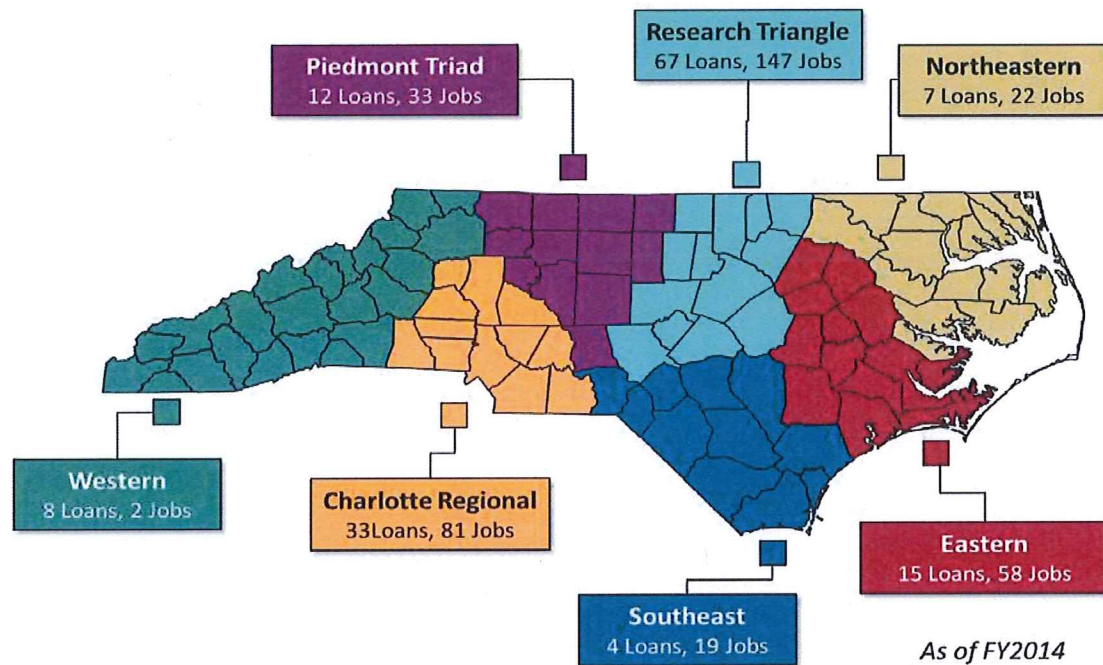 Research Triangle
67 Loans, 147 Jobs
Piedmont Triad
12 Loans, 33 Jobs
Northeastern
7 Loans, 22 Jobs
Western
8 Loans, 2 Jobs
Charlotte Regional
33Loans, 81 Jobs
Eastern
15 Loans, 58 Jobs
Southeast
4 Loans, 19 Jobs
As of FY2014